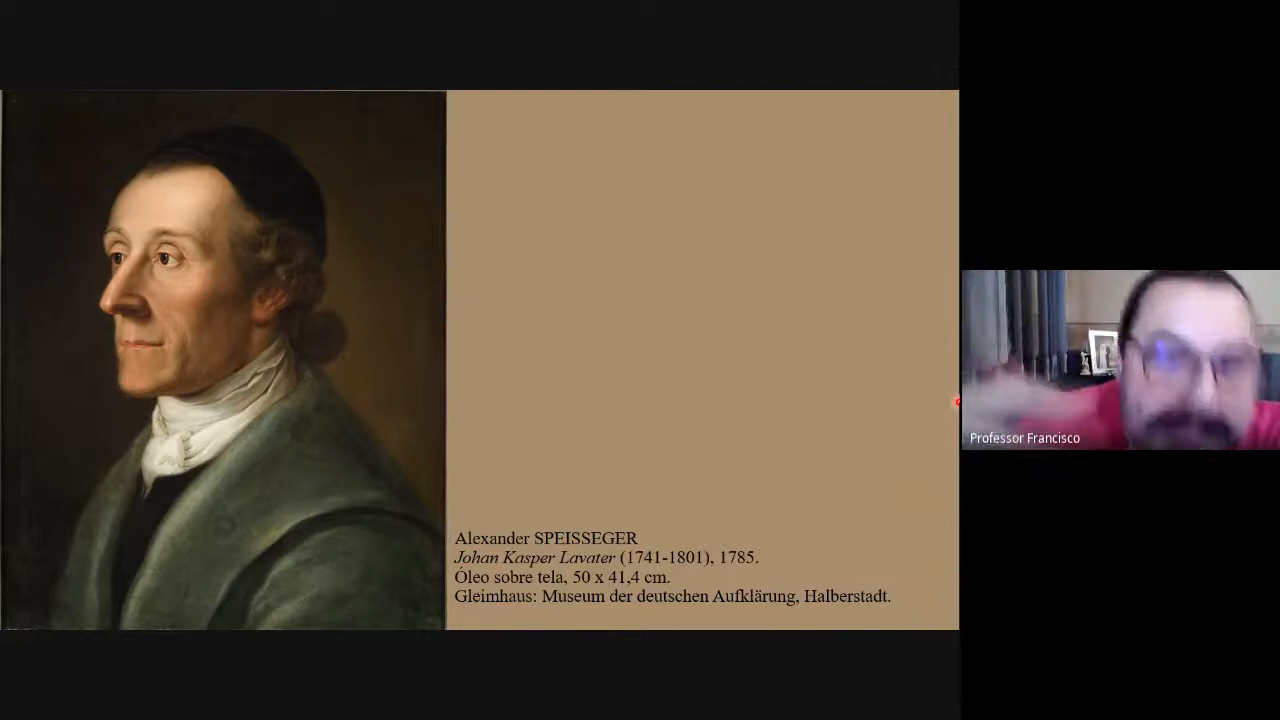 Alexander SPEISSEGER
Johan Kasper Lavater (1741-1801), 1785.
Óleo sobre tela, 50 x 41,4 cm.
Gleimhaus: Museum der deutschen Aufklärung, Halberstadt.
Professor Francisco